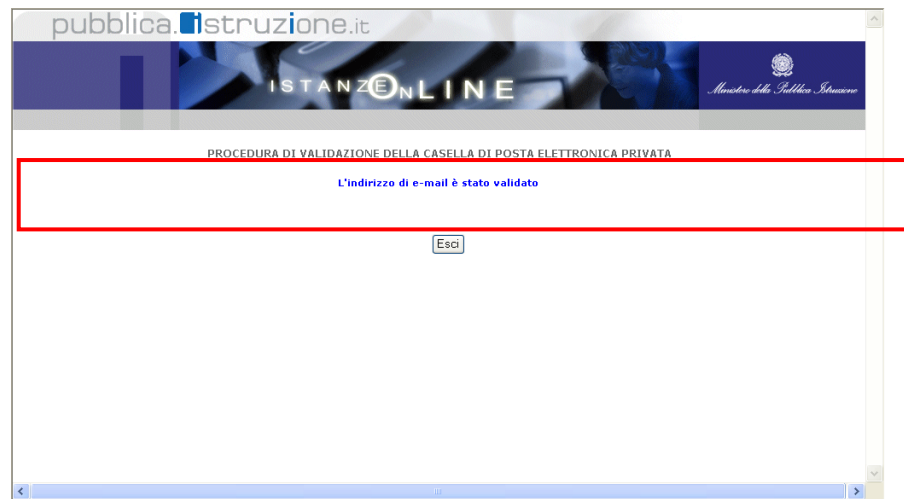 pubblica.istruzione.it
ISTANZE ON LINE
Ministero della Pubblica Istruzione
PROCEDURA DI VALIDAZIONE DELLA CASELLA DI POSTA ELETTRONICA PRIVATA
L'indirizzo di e-mail è stato validato
Esci